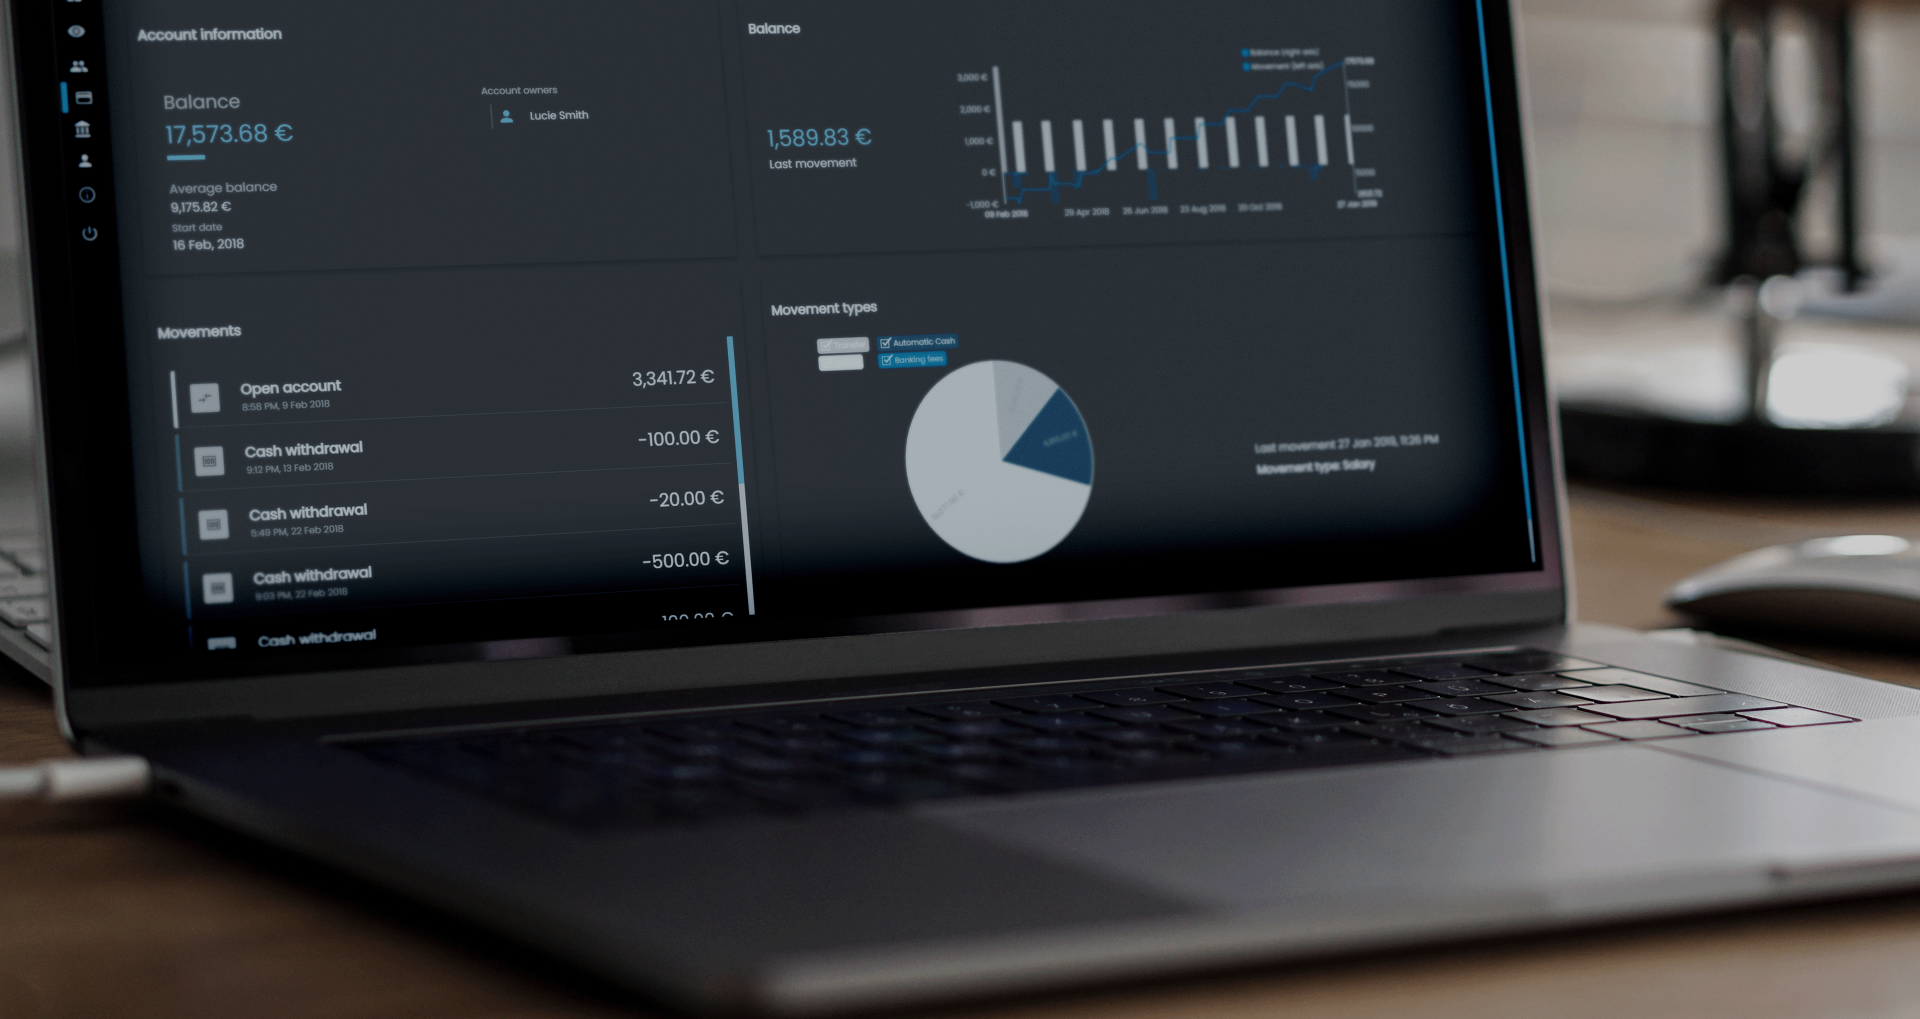 Account information
Balance
17,573.68 €
Average balance
9,175.82 €
Start date
16 Feb, 2018
Account owners
Lucie Smith
Balance
1,589.83 €
Last movement
Balance (right axis)
Movement (left axis)
3,000 €
2,000 €
1,000 €
0 €
-1,000 €
29 Apr 2018
26 Jun 2018
23 Aug 2018
20 Oct 2018
27 Jan 2019
Movements
Open account
8:58 PM, 9 Feb 2018
3,341.72 €
Cash withdrawal
9:12 PM, 13 Feb 2018
-100.00 €
Cash withdrawal
5:49 PM, 22 Feb 2018
-20.00 €
Cash withdrawal
9:03 PM, 22 Feb 2018
-500.00 €
Cash withdrawal
Movement types
Transfer
Automatic Cash
Banking fees
Last movement 27 Jan 2019, 11:26 PM
Movement type: Salary